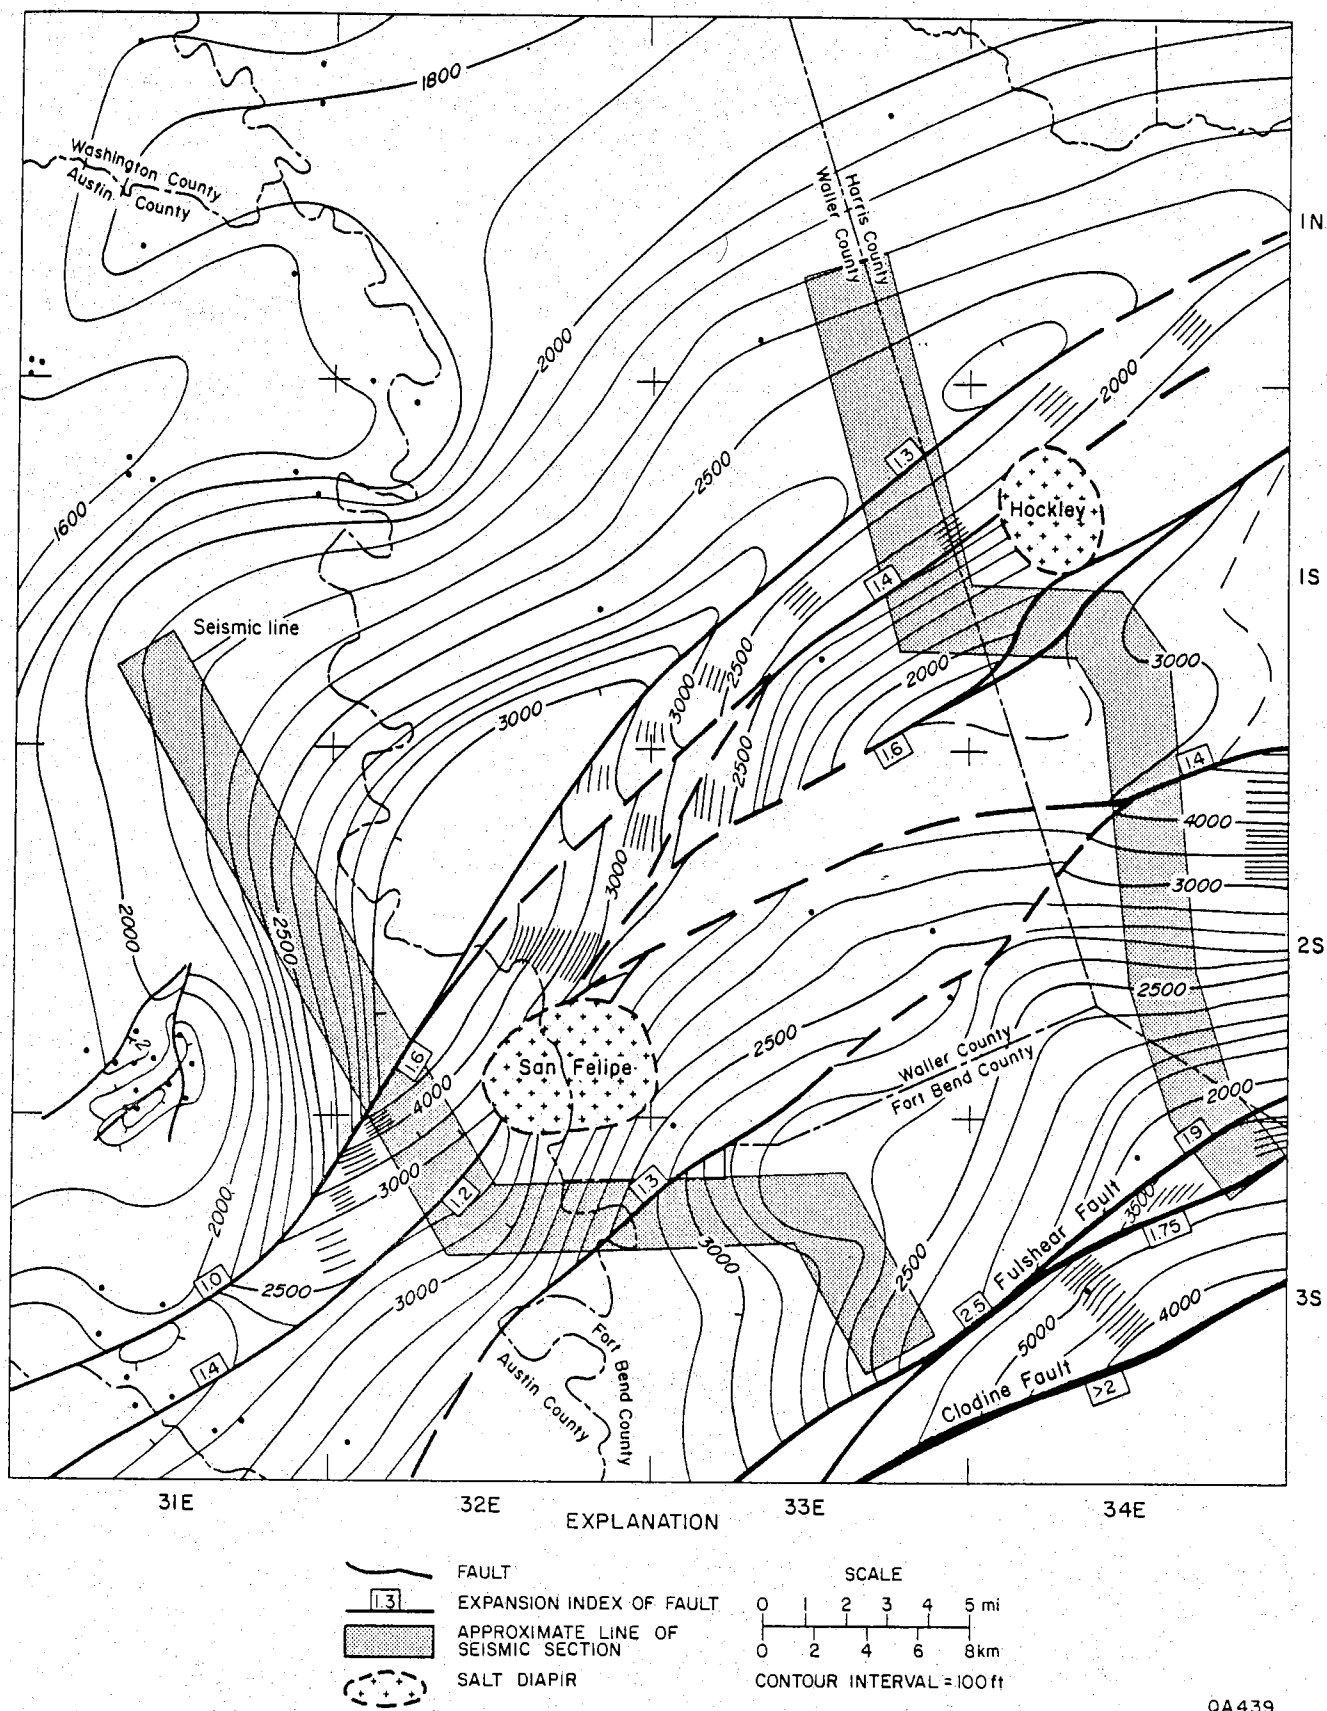 1800
Washington County
Austin County
Harris County
Waller County
1N
2000
2000
1.3
2500
Hockley
1600
1.4
1S
Seismic line
2500
3000
2000
3000
3000
2500
1.6
1.4
4000
3000
3000
2000
2500
2S
2500
2500
1.6
San Felipe
Waller County
Fort Bend County
4000
2000
1.9
3000
1.2
1.3
3500
2000
3000
1.75
Fulshear Fault
2500
1.0
2500
3000
2.5
4000
3S
5000
Fort Bend County
Austin County
1.4
Clodine Fault
>2
31E
32E
33E
34E
EXPLANATION
FAULT
1.3
EXPANSION INDEX OF FAULT
APPROXIMATE LINE OF
SEISMIC SECTION
SALT DIAPIR
SCALE
0 1 2 3 4 5 mi
0 2 4 6 8km
CONTOUR INTERVAL = 100 ft
QA439